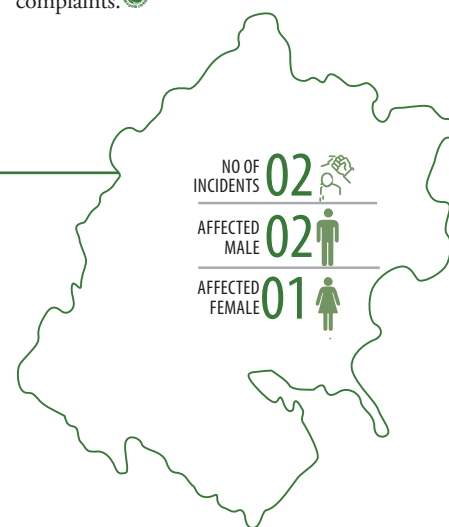 complaints.
NO OF
INCIDENTS 02
AFFECTED
MALE 02
AFFECTED
FEMALE 01